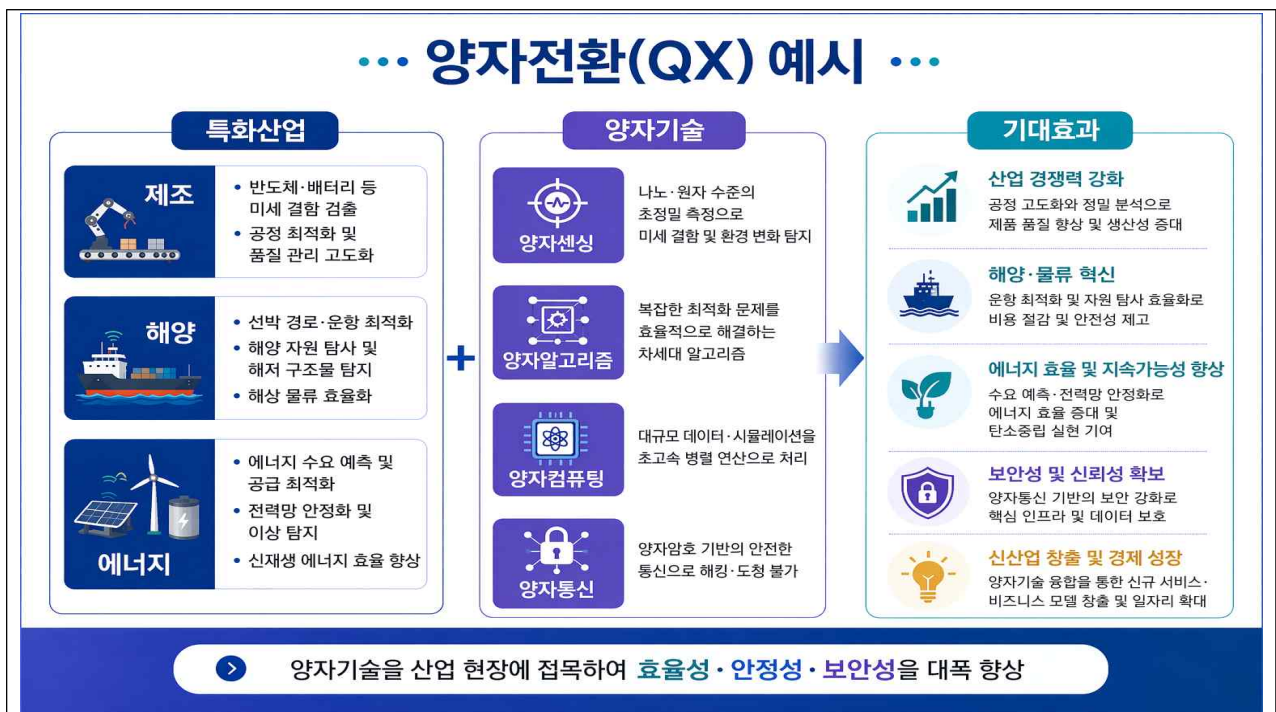 양자전환(QX) 예시
특화산업
제조
• 반도체·배터리 등
미세 결함 검출
• 공정 최적화 및
품질 관리 고도화
해양
• 선박 경로·운항 최적화
• 해양 자원 탐사 및
해저 구조물 탐지
• 해상 물류 효율화
에너지
• 에너지 수요 예측 및
공급 최적화
• 전력망 안정화 및
이상 탐지
• 신재생 에너지 효율 향상
+
양자기술
양자센싱
나노·원자 수준의
초정밀 측정으로
미세 결함 및 환경 변화 탐지
양자알고리즘
복잡한 최적화 문제를
효율적으로 해결하는
차세대 알고리즘
양자컴퓨팅
대규모 데이터·시뮬레이션을
초고속 병렬 연산으로 처리
양자통신
양자암호 기반의 안전한
통신으로 해킹·도청 불가
기대효과
산업 경쟁력 강화
공정 고도화와 정밀 분석으로
제품 품질 향상 및 생산성 증대
해양·물류 혁신
운항 최적화 및 자원 탐사 효율화로
비용 절감 및 안전성 제고
에너지 효율 및 지속가능성 향상
수요 예측·전력망 안정화로
에너지 효율 증대 및
탄소중립 실현 기여
보안성 및 신뢰성 확보
양자통신 기반의 보안 강화로
핵심 인프라 및 데이터 보호
신산업 창출 및 경제 성장
양자기술 융합을 통한 신규 서비스·
비즈니스 모델 창출 및 일자리 확대
양자기술을 산업 현장에 접목하여 효율성·안정성·보안성을 대폭 향상